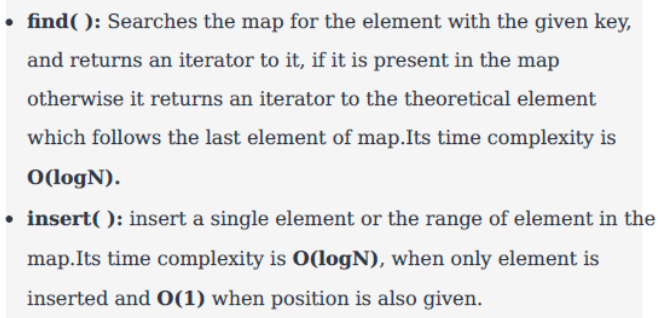 • find( ): Searches the map for the element with the given key,
and returns an iterator to it, if it is present in the map
otherwise it returns an iterator to the theoretical element
which follows the last element of map.Its time complexity is
O(logN).
• insert( ): insert a single element or the range of element in the
map.Its time complexity is O(logN), when only element is
inserted and O(1) when position is also given.